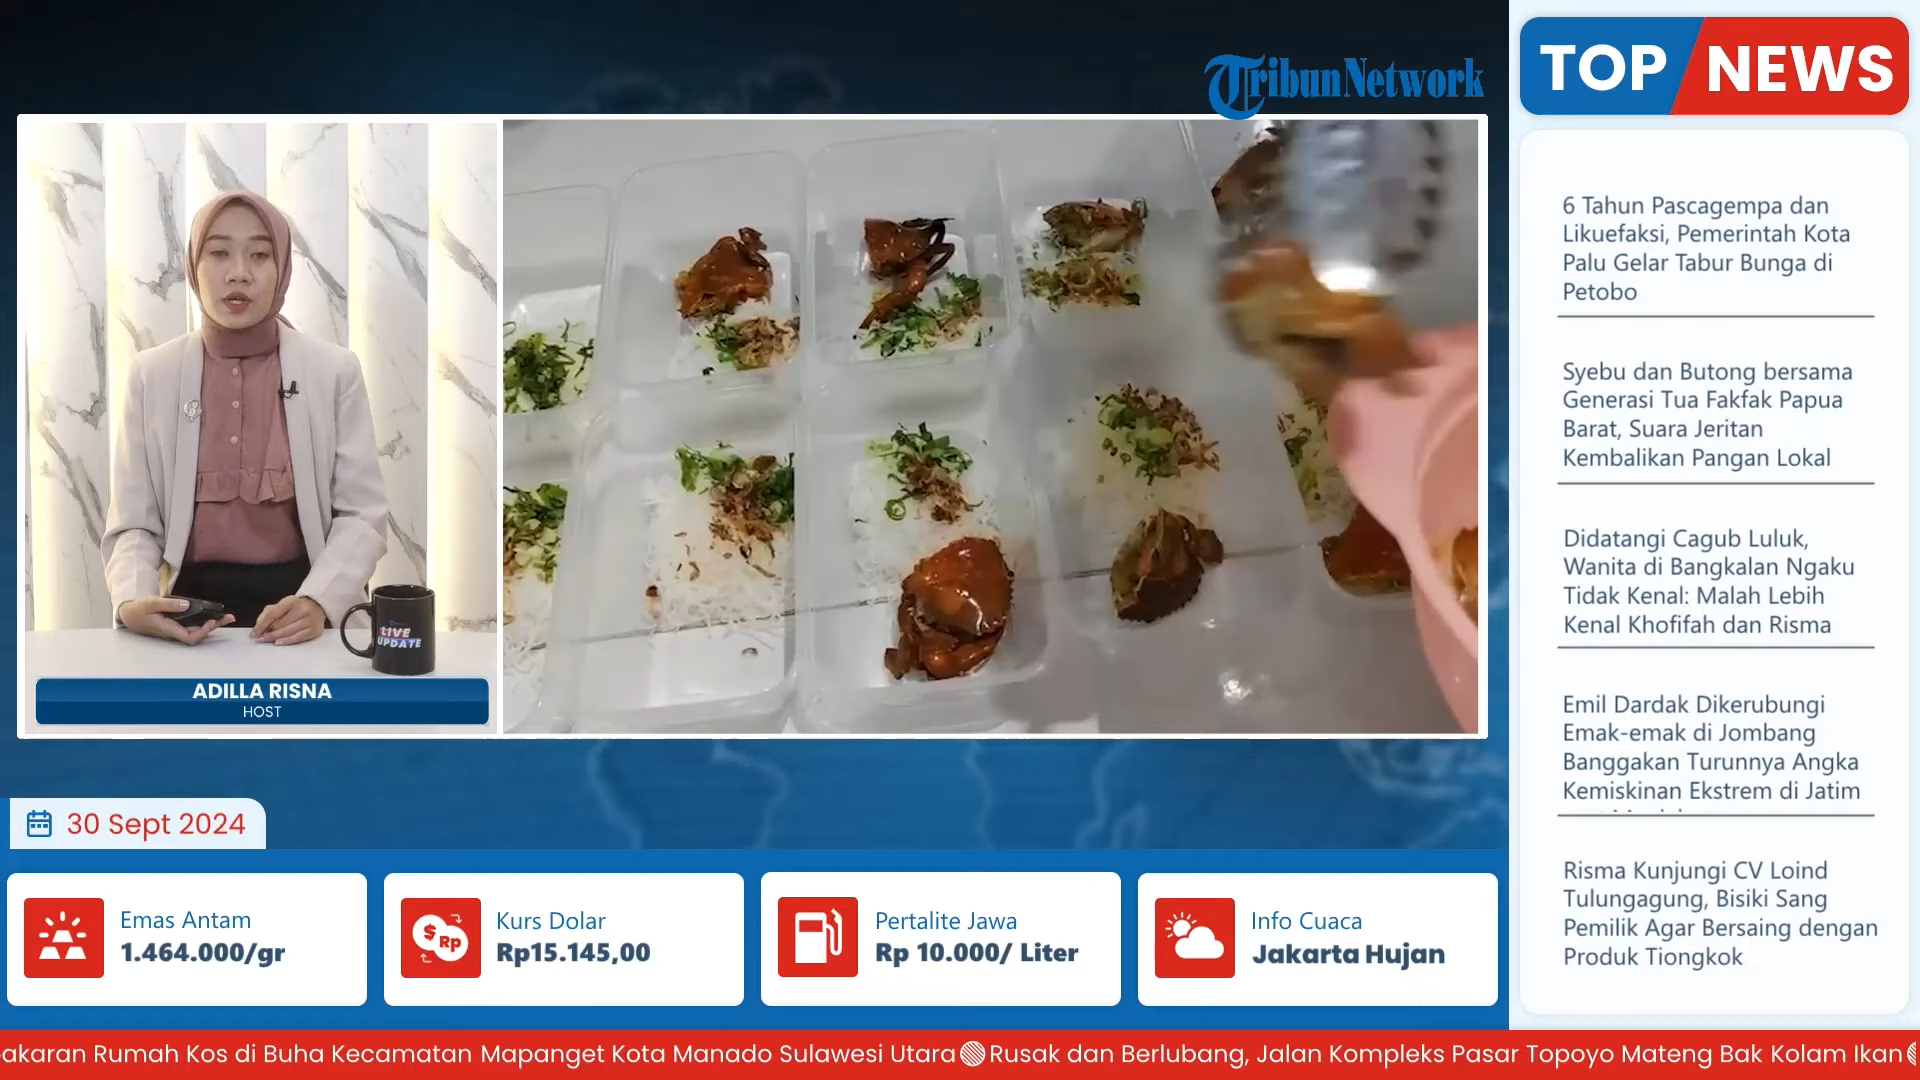 TribunNetwork
LIVE
UPDATE
ADILLA RISNA
HOST
30 Sept 2024
Emas Antam
1.464.000/gr
Kurs Dolar
Rp15.145,00
Pertalite Jawa
Rp 10.000/ Liter
Info Cuaca
Jakarta Hujan
TOP NEWS
6 Tahun Pascagempa dan
Likuefaksi, Pemerintah Kota
Palu Gelar Tabur Bunga di
Petobo
Syebu dan Butong bersama
Generasi Tua Fakfak Papua
Barat, Suara Jeritan
Kembalikan Pangan Lokal
Didatangi Cagub Luluk,
Wanita di Bangkalan Ngaku
Tidak Kenal: Malah Lebih
Kenal Khofifah dan Risma
Emil Dardak Dikerubungi
Emak-emak di Jombang
Banggakan Turunnya Angka
Kemiskinan Ekstrem di Jatim
Risma Kunjungi CV Loind
Tulungagung, Bisiki Sang
Pemilik Agar Bersaing dengan
Produk Tiongkok
akaran Rumah Kos di Buha Kecamatan Mapanget Kota Manado Sulawesi Utara Rusak dan Berlubang, Jalan Kompleks Pasar Topoyo Mateng Bak Kolam Ikan